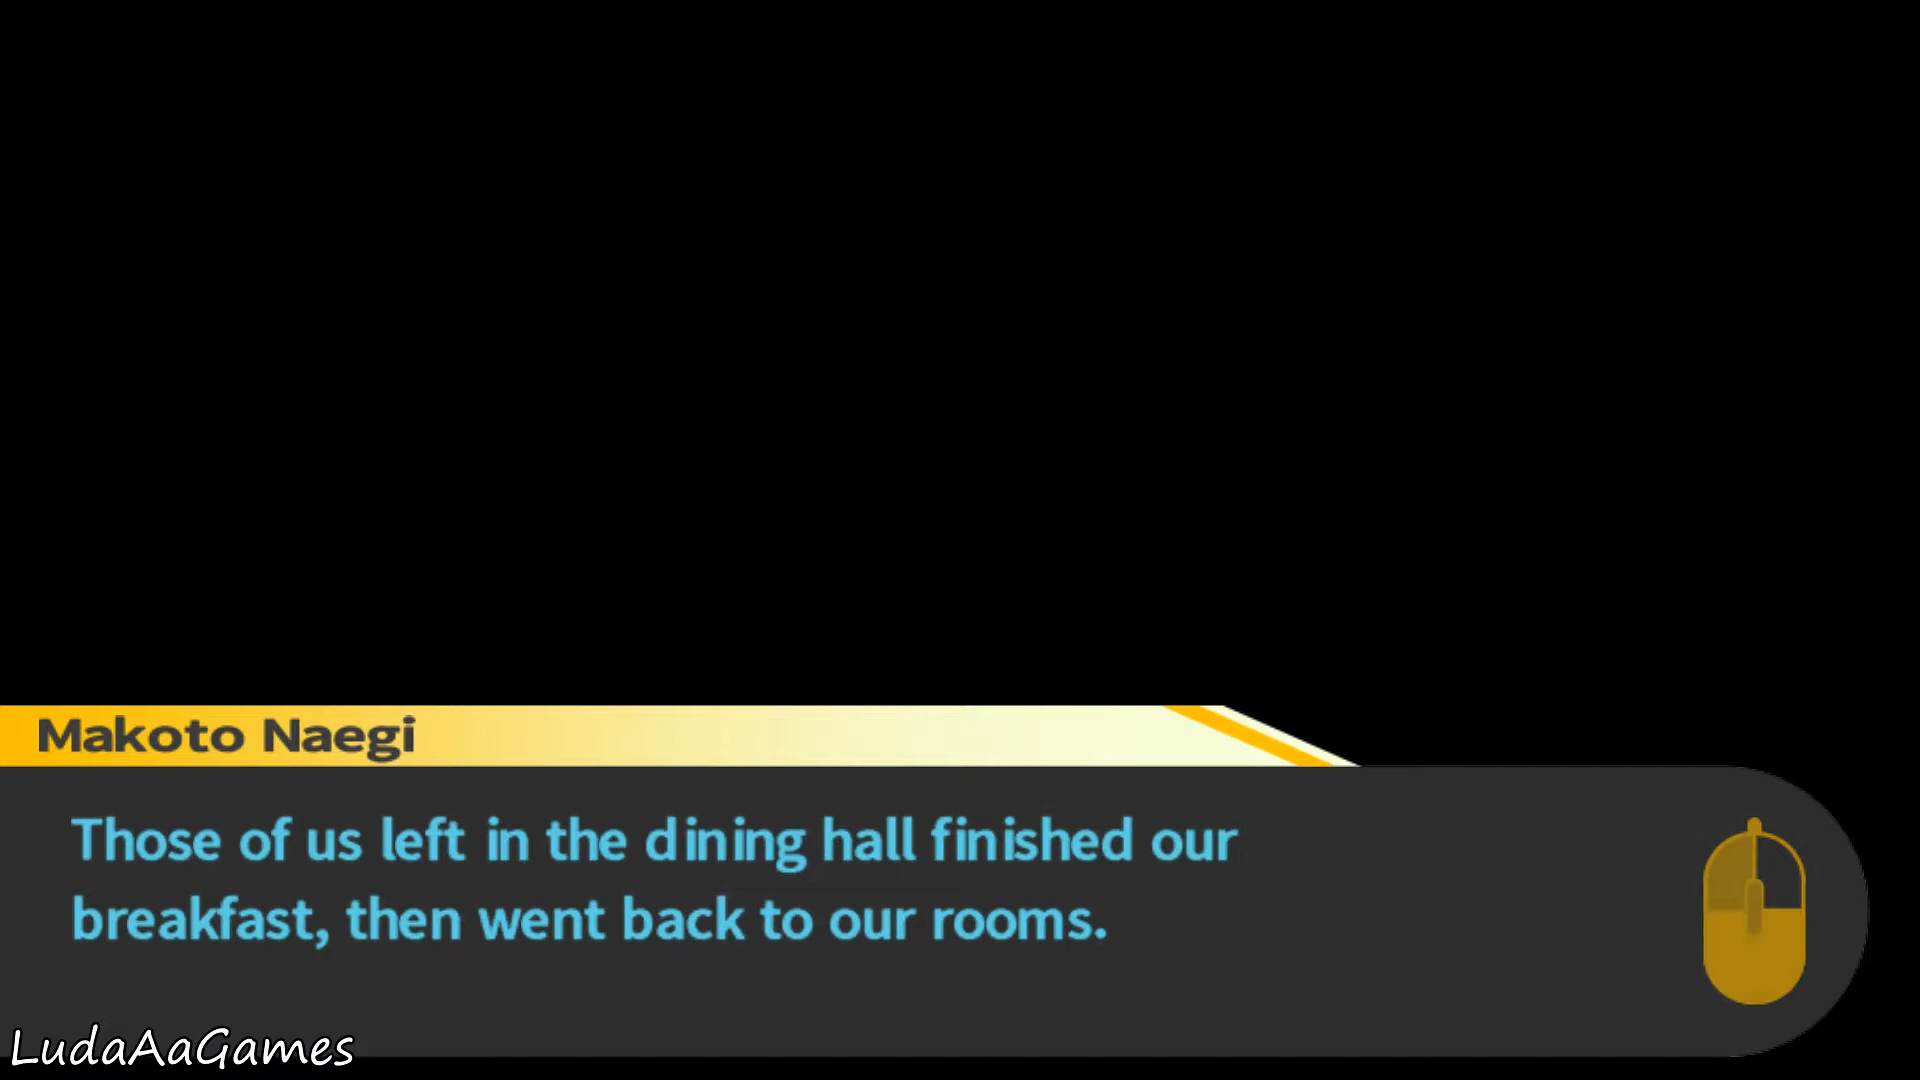 Makoto Naegi
Those of us left in the dining hall finished our
breakfast, then went back to our rooms.
LudaAaGames